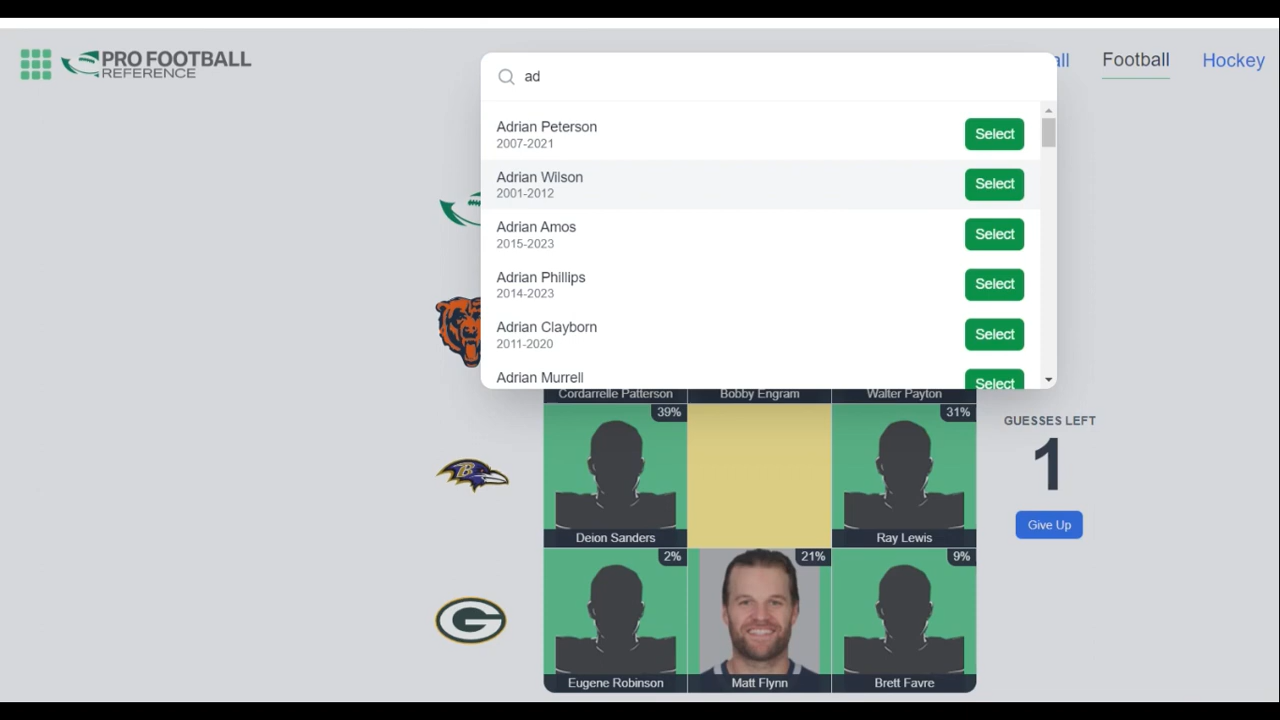 PRO FOOTBALL
REFERENCE
ad
all
Football
Hockey
Adrian Peterson
2007-2021
Select
Adrian Wilson
2001-2012
Select
Adrian Amos
2015-2023
Select
Adrian Phillips
2014-2023
Select
Adrian Clayborn
2011-2020
Select
Adrian Murrell
Select
Cordarrelle Patterson
Bobby Engram
Walter Payton
39%
31%
GUESSES LEFT
1
Give Up
Deion Sanders
Ray Lewis
2%
21%
9%
Eugene Robinson
Matt Flynn
Brett Favre
B
G